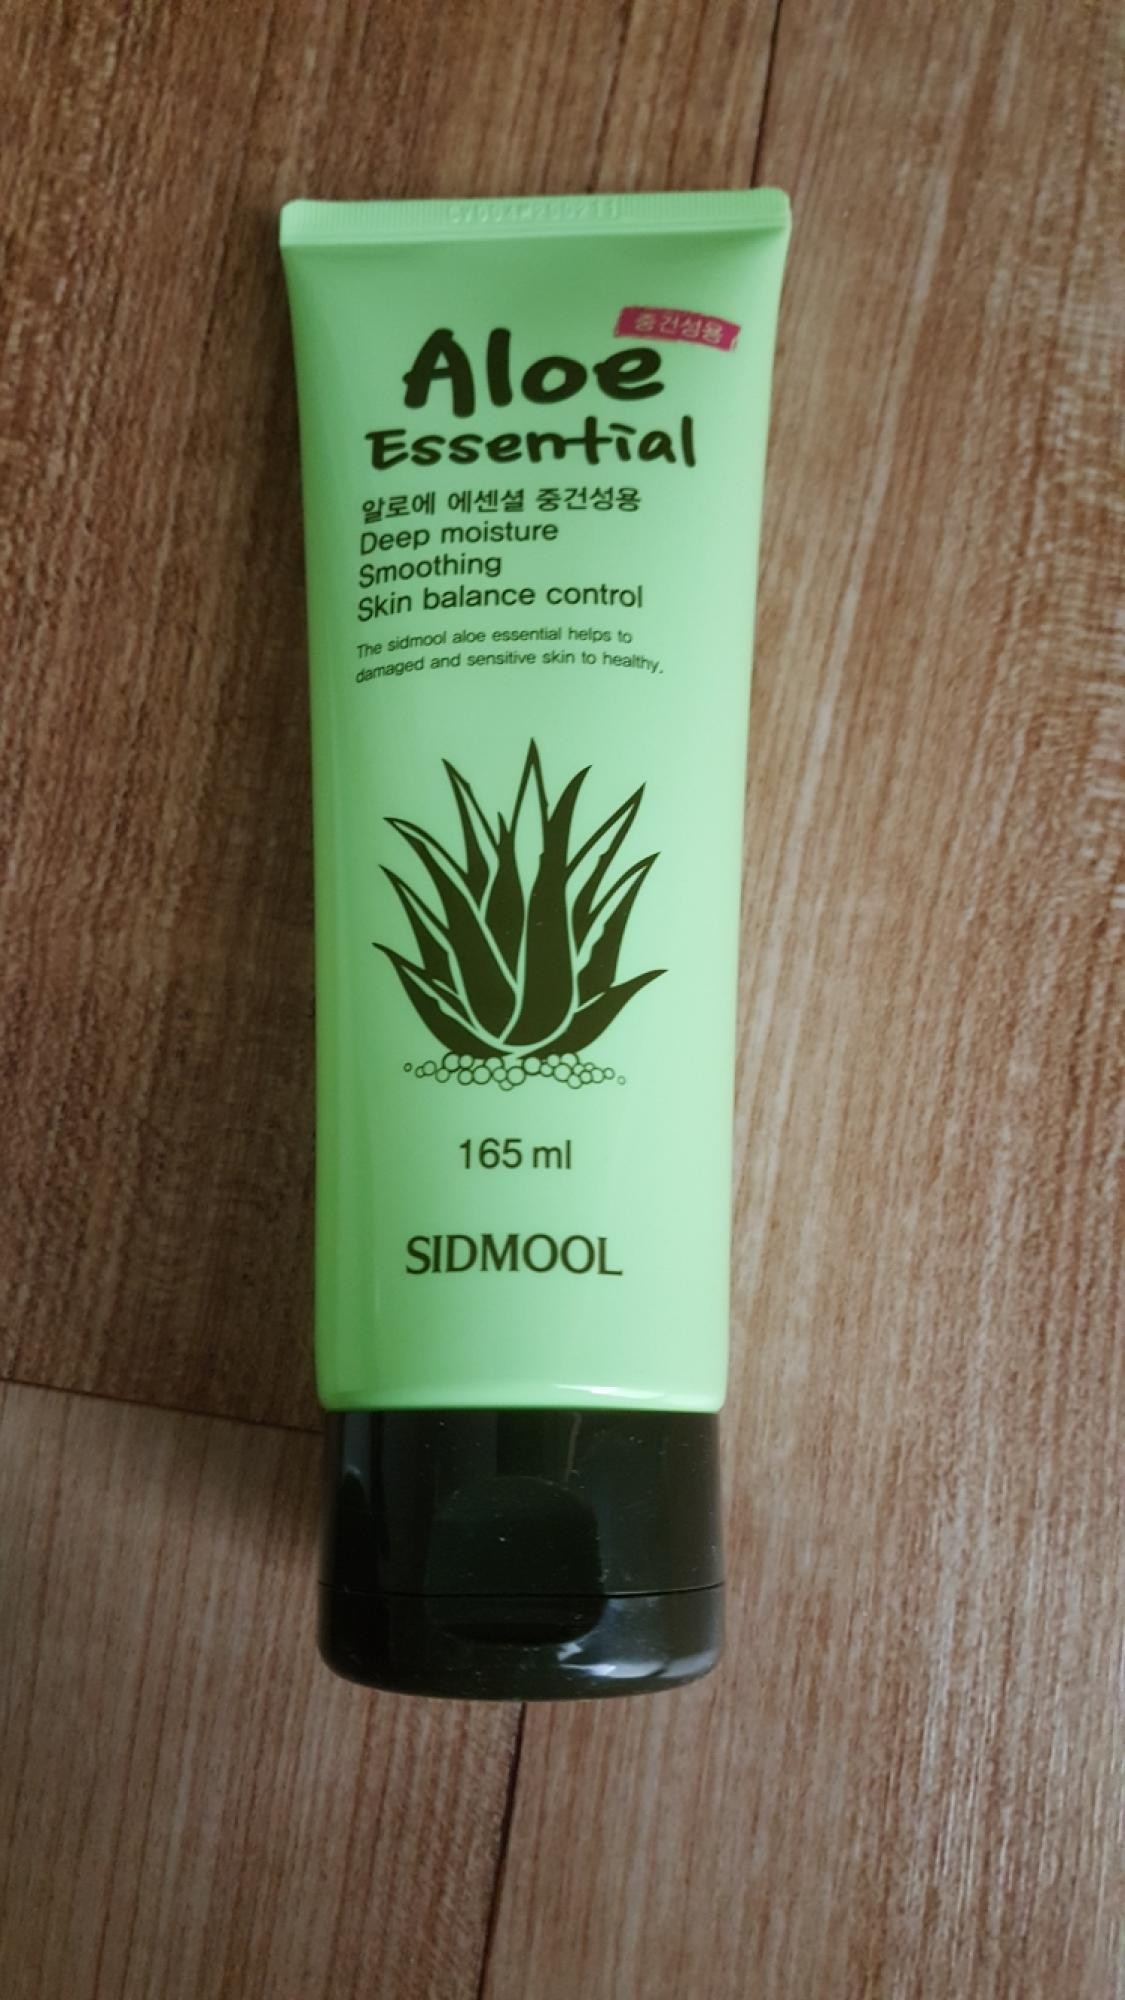 중건성용
Aloe
Essential
알로에 에센셜 중건성용
Deep moisture
Smoothing
Skin balance control
The sidmool aloe essential helps to
damaged and sensitive skin to healthy.
165 ml
SIDMOOL